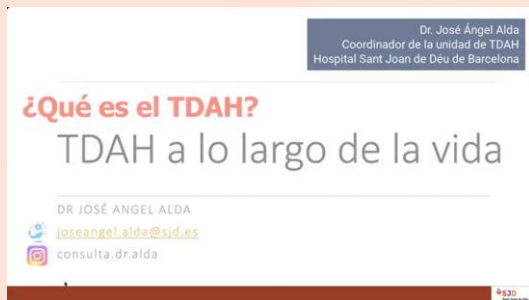 Dr. José Ángel Alda
Coordinador de la unidad de TDAH
Hospital Sant Joan de Déu de Barcelona
¿Qué es el TDAH?
TDAH a lo largo de la vida
DR JOSÉ ANGEL ALDA
joseangel.alda@sjd.es
consulta.dr.alda
SJD